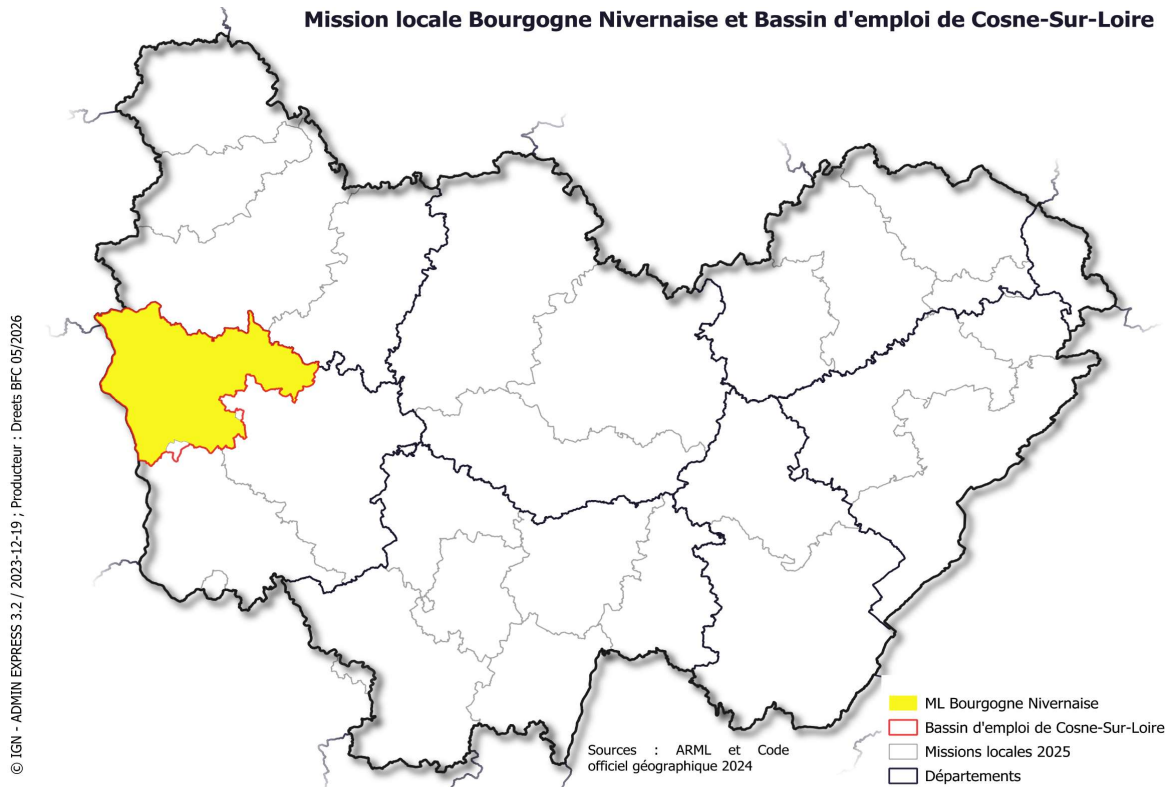 Mission locale Bourgogne Nivernaise et Bassin d'emploi de Cosne-Sur-Loire
© IGN - ADMIN EXPRESS 3.2 / 2023-12-19 ; Producteur : Dreets BFC 05/2026
Sources : ARML et Code
officiel géographique 2024
ML Bourgogne Nivernaise
Bassin d'emploi de Cosne-Sur-Loire
Missions locales 2025
Départements